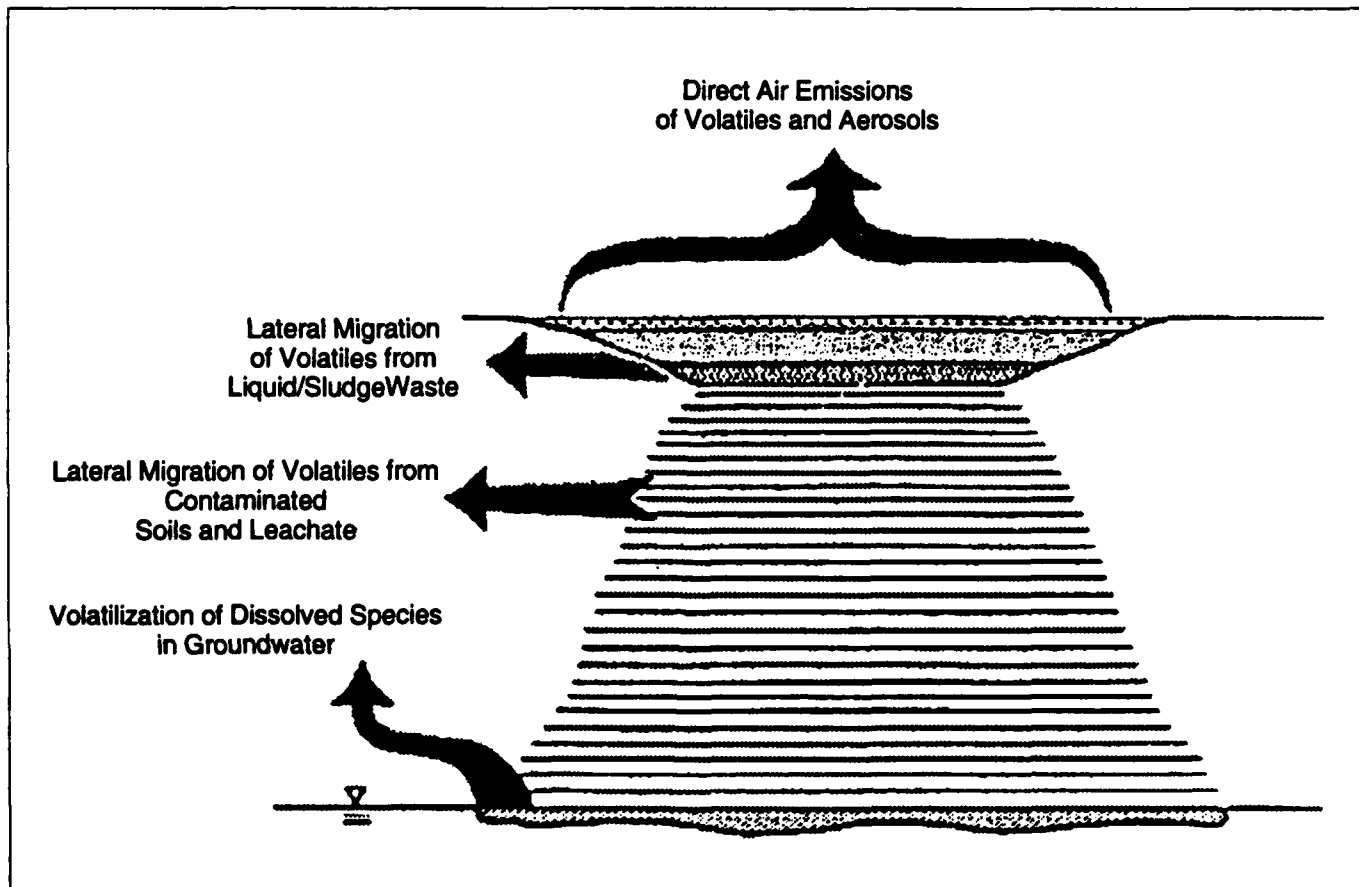 Direct Air Emissions
of Volatiles and Aerosols
Lateral Migration
of Volatiles from
Liquid/SludgeWaste
Lateral Migration of Volatiles from
Contaminated
Soils and Leachate
Volatilization of Dissolved Species
in Groundwater